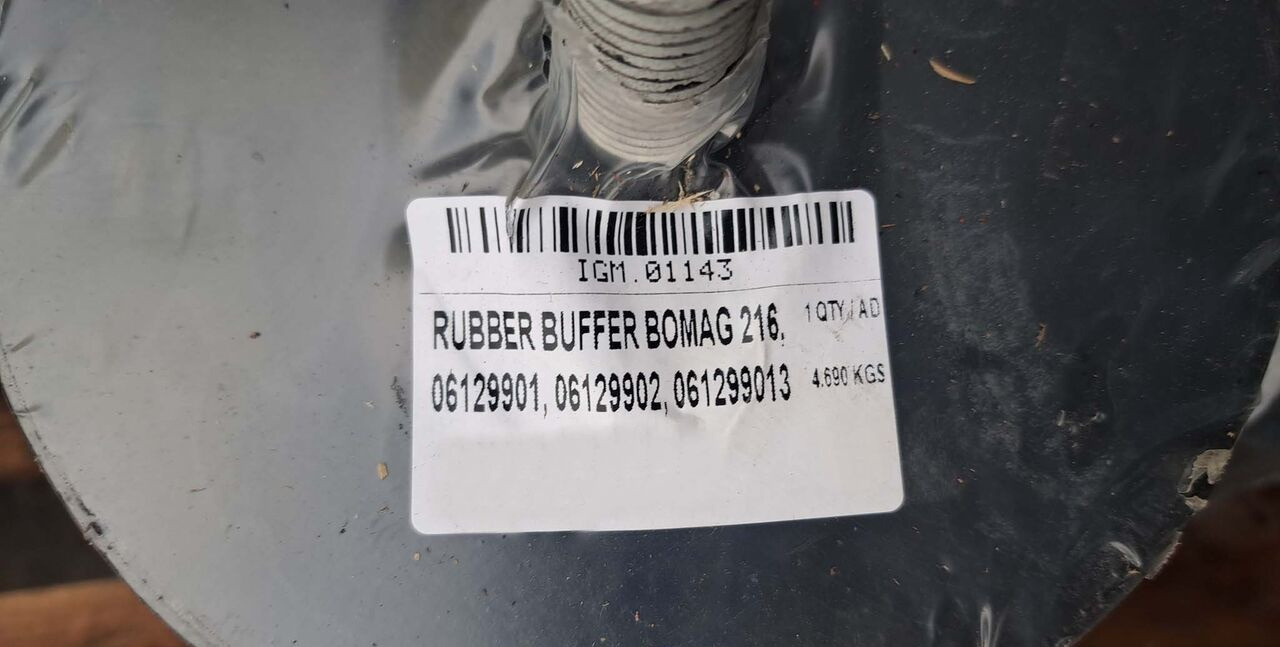 IGM.01143
RUBBER BUFFER BOMAG 216, 1 QTY / AD
06129901, 06129902, 061299013 4.690 KGS